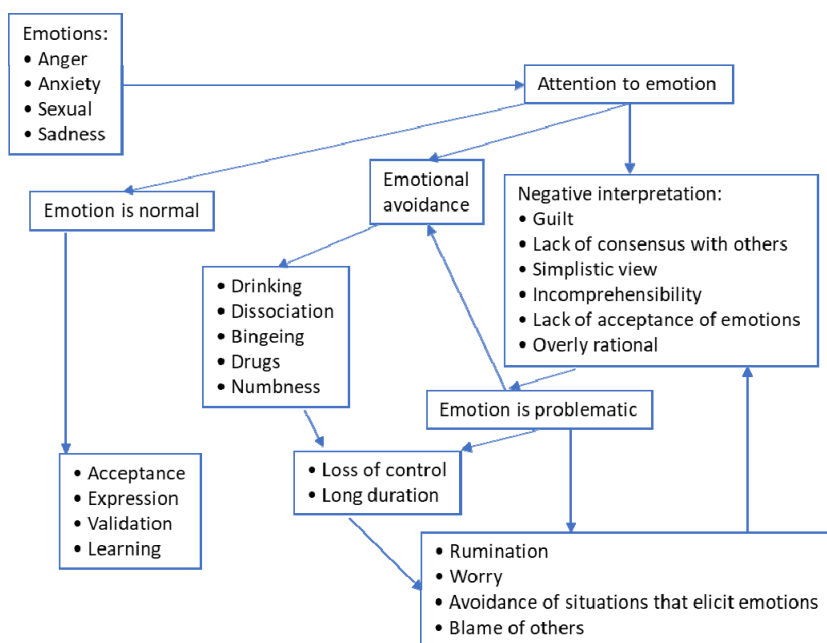 Emotions:
• Anger
• Anxiety
• Sexual
• Sadness
Attention to emotion
Emotion is normal
Emotional
avoidance
Negative interpretation:
• Guilt
• Lack of consensus with others
• Simplistic view
• Incomprehensibility
• Lack of acceptance of emotions
• Overly rational
• Drinking
• Dissociation
• Bingeing
• Drugs
• Numbness
Emotion is problematic
• Acceptance
• Expression
• Validation
• Learning
• Loss of control
• Long duration
• Rumination
• Worry
• Avoidance of situations that elicit emotions
• Blame of others